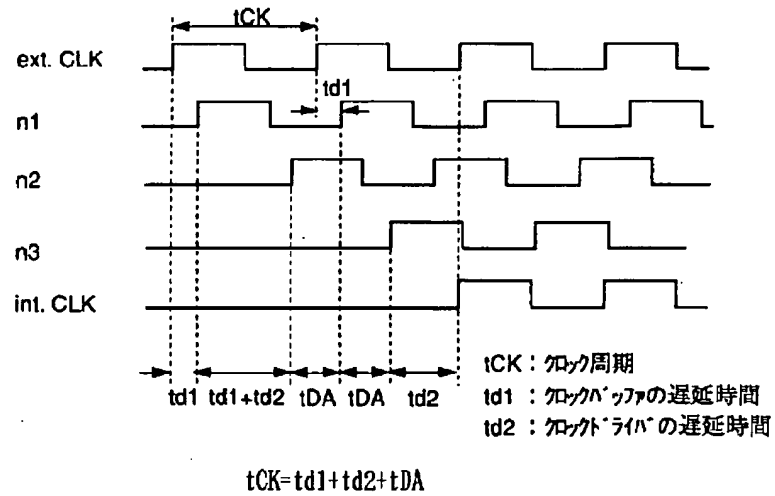 tCK
ext. CLK
td1
n1
n2
n3
int. CLK
td1 td1+td2 tDA tDA td2
tCK：クロック周期
td1：クロックバッファの遅延時間
td2：クロックドライバの遅延時間
tCK=td1+td2+tDA